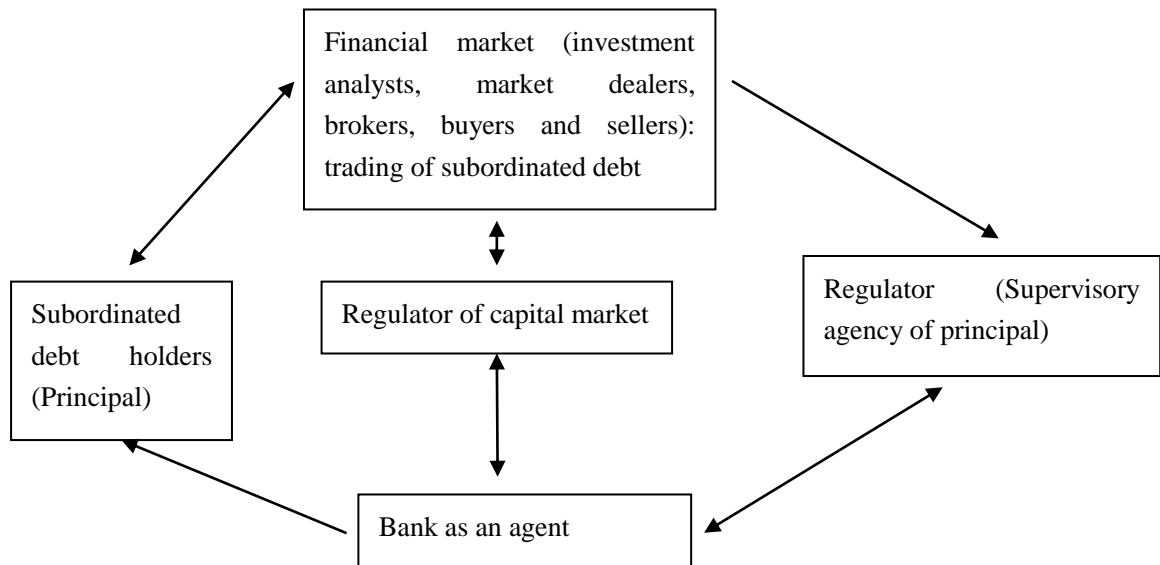 Financial market (investment
analysts, market dealers,
brokers, buyers and sellers):
trading of subordinated debt
Subordinated
debt holders
(Principal)
Regulator of capital market
Regulator (Supervisory
agency of principal)
Bank as an agent